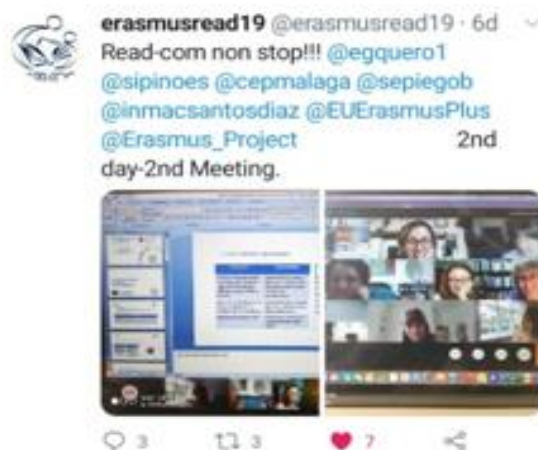 erasmusread19 @erasmusread19 · 6d
Read-com non stop!!! @egquero1
@sipinoes @cepmalaga @sepiegob
@inmacsantosdiaz @EUErasmusPlus
@Erasmus_Project 2nd
day-2nd Meeting.
3 3 7